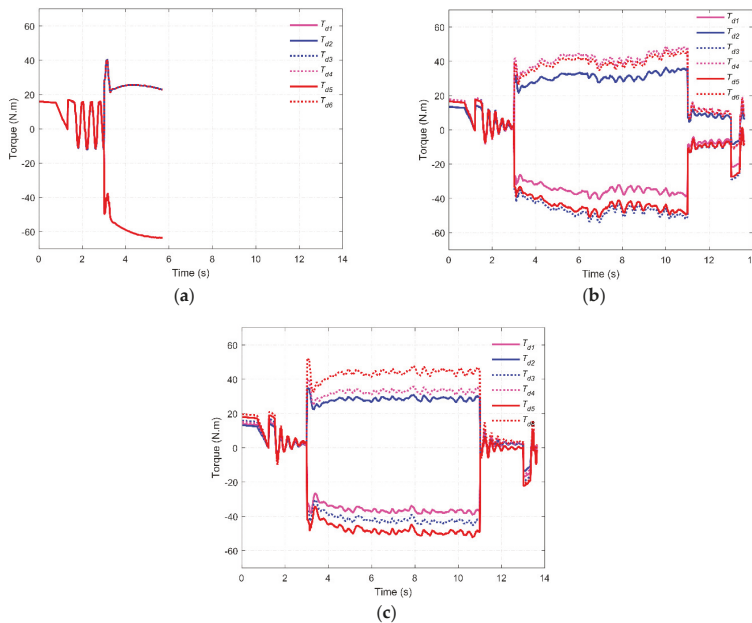 60
40
20
0
-20
-40
-60
Torque (N.m)
T_d1
T_d2
T_d3
T_d4
T_d5
T_d6
0 2 4 6 8 10 12 14
Time (s)
(a)
60
40
20
0
-20
-40
-60
Torque (N.m)
T_d1
T_d2
T_d3
T_d4
T_d5
T_d6
0 2 4 6 8 10 12
Time (s)
(b)
60
40
20
0
-20
-40
-60
Torque (N.m)
T_d1
T_d2
T_d3
T_d4
T_d5
0 2 4 6 8 10 12 14
Time (s)
(c)